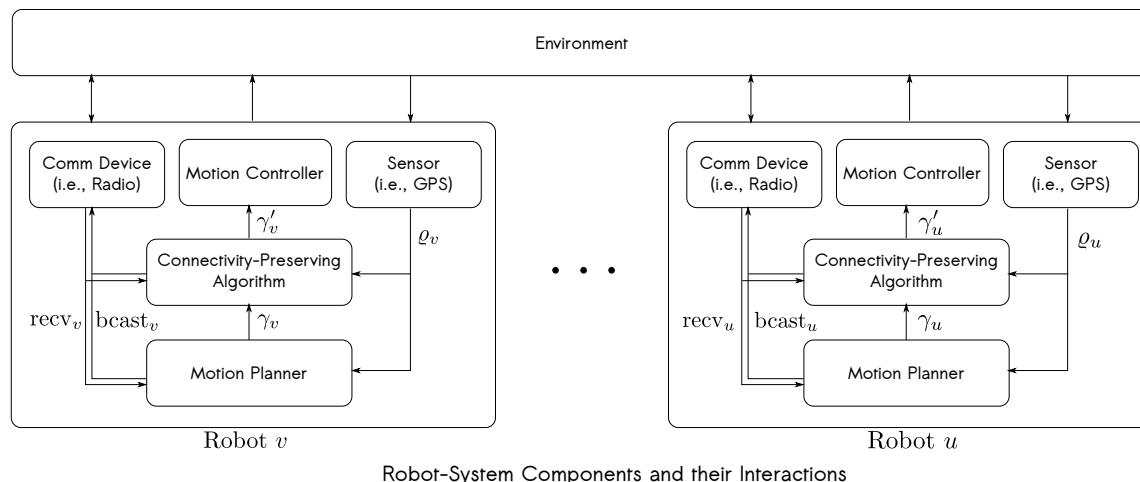 Environment
Comm Device
(i.e., Radio)
Motion Controller
Sensor
(i.e., GPS)
γ′ᵥ
ϱᵥ
Connectivity-Preserving
Algorithm
recvᵥ
bcastᵥ
γᵥ
Motion Planner
Robot v
• • •
Comm Device
(i.e., Radio)
Motion Controller
Sensor
(i.e., GPS)
γ′ᵤ
ϱᵤ
Connectivity-Preserving
Algorithm
recvᵤ
bcastᵤ
γᵤ
Motion Planner
Robot u
Robot-System Components and their Interactions